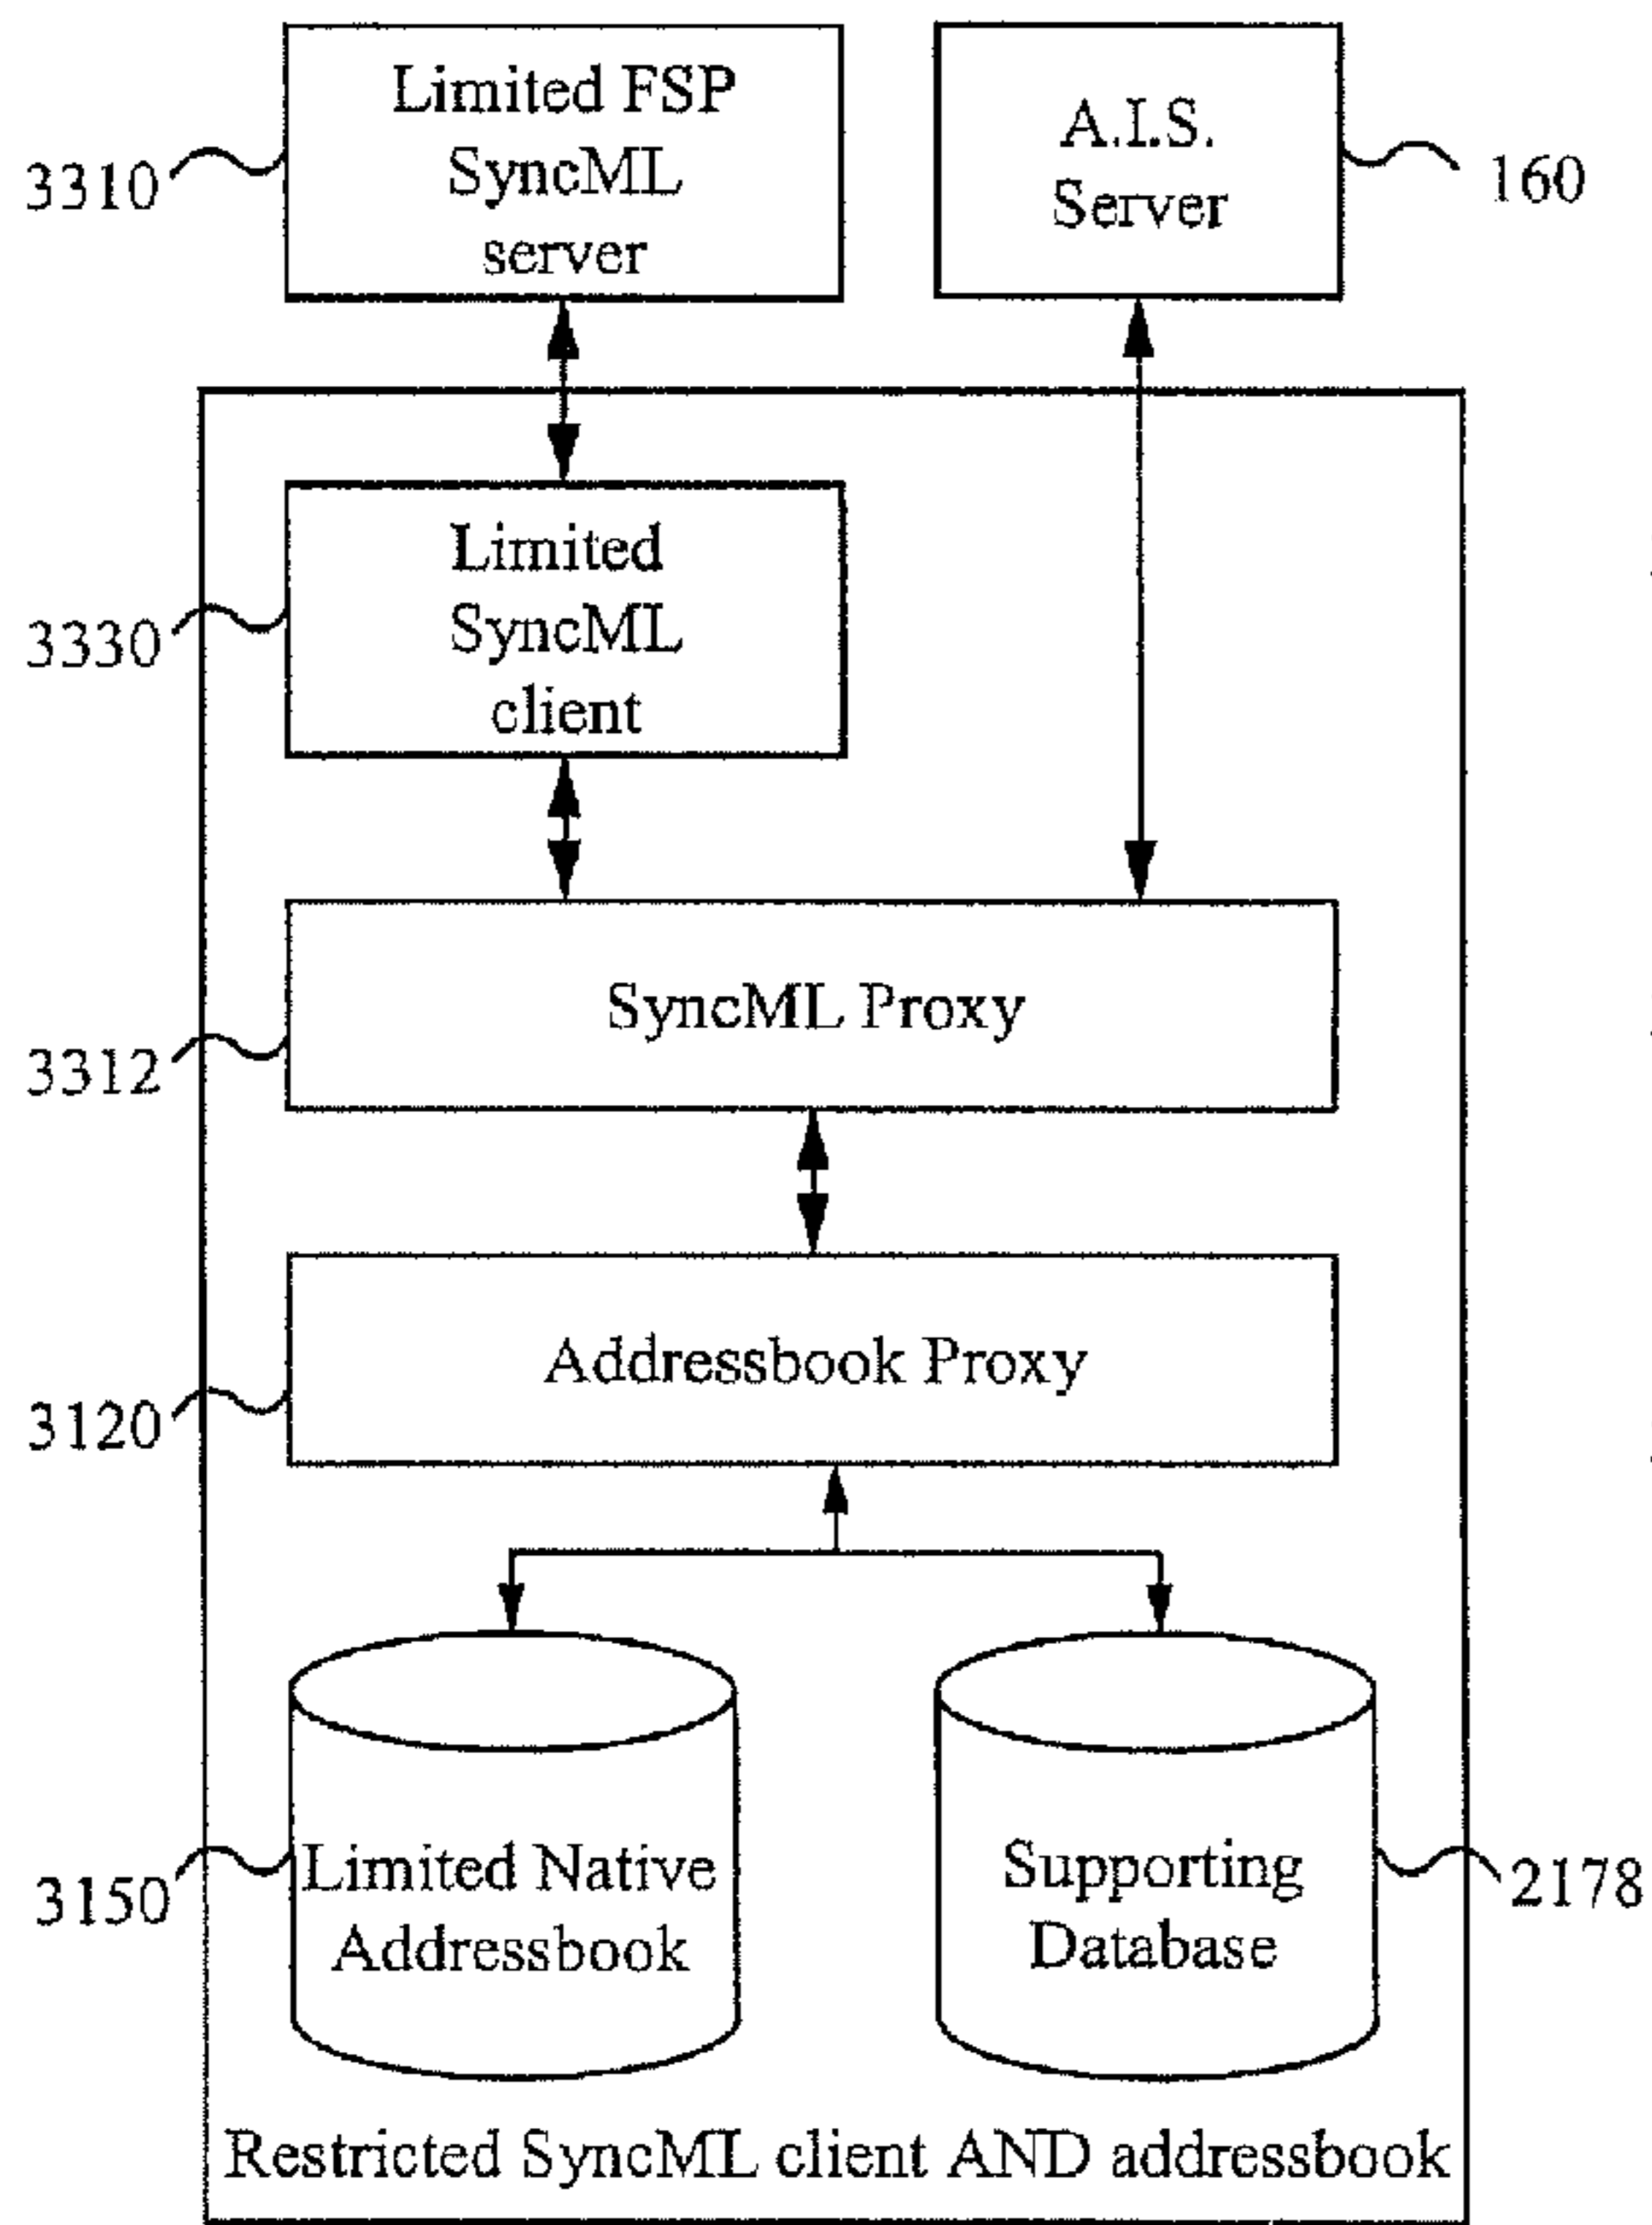 Limited FSP
SyncML
server
A.I.S.
Server
3310
160
Limited
SyncML
client
3330
SyncML Proxy
3312
Addressbook Proxy
3120
Limited Native
Addressbook
3150
Supporting
Database
2178
Restricted SyncML client AND addressbook